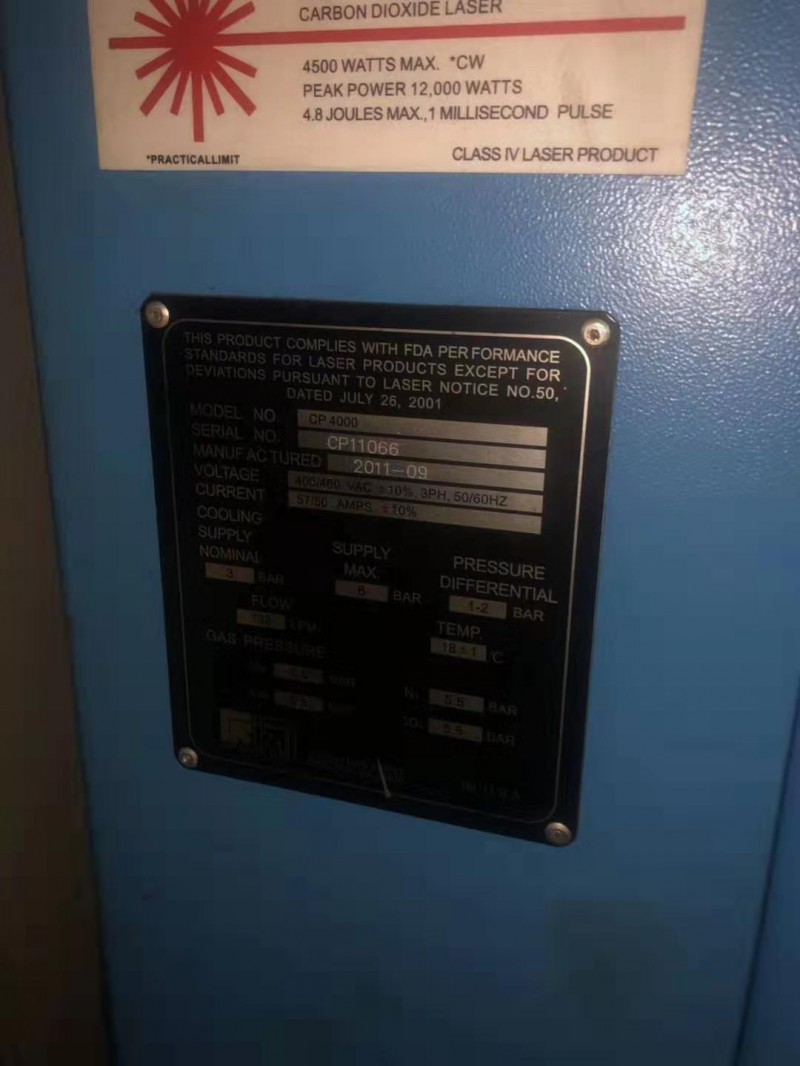 CARBON DIOXIDE LASER
4500 WATTS MAX. *CW
PEAK POWER 12,000 WATTS
4.8 JOULES MAX.,1 MILLISECOND PULSE
*PRACTICALLIMIT
CLASS IV LASER PRODUCT
THIS PRODUCT COMPLIES WITH FDA PERFORMANCE
STANDARDS FOR LASER PRODUCTS EXCEPT FOR
DEVIATIONS PURSUANT TO LASER NOTICE NO.50,
DATED JULY 26, 2001
MODEL NO. CP4000
SERIAL NO. CP11066
MANUFACTURED 2011-09
VOLTAGE 400/460 VAC ±10%, 3PH, 50/60HZ
CURRENT 57/50 AMPS ±10%
COOLING
SUPPLY
NOMINAL
3 BAR
SUPPLY
MAX.
6 BAR
PRESSURE
DIFFERENTIAL
1-2 BAR
FLOW
TEMP.
18±1 °C
GAS PRESSURE
N₂ 5.5 BAR
5.5 BAR
U.S.A.